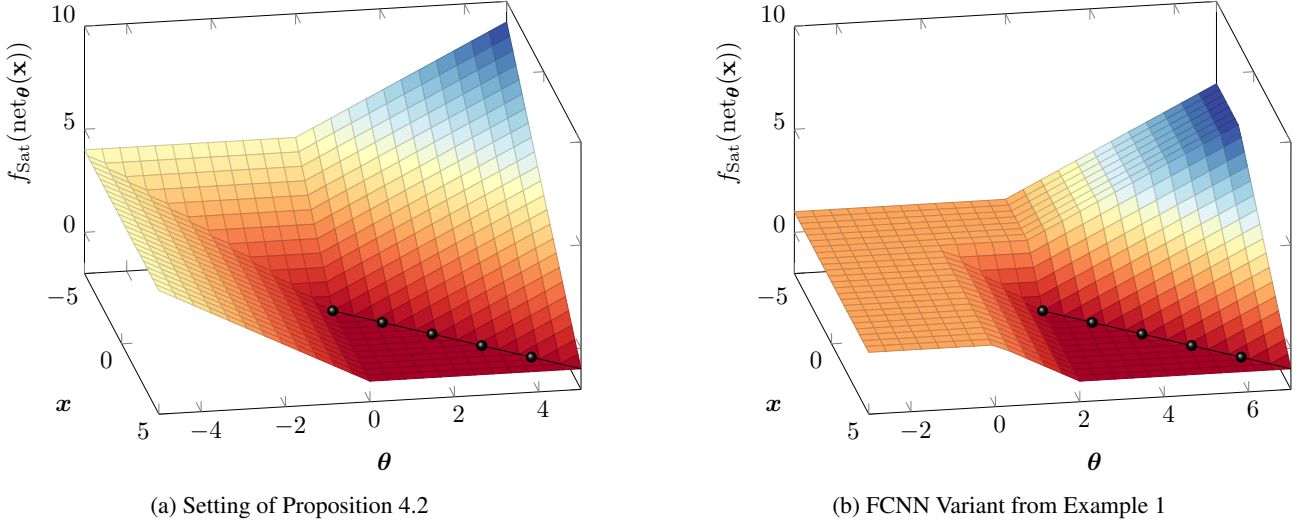 10
5
0
−5
0
5
−4
−2
0
2
4
f_Sat(net_θ(x))
x
θ
(a) Setting of Proposition 4.2
10
5
0
−5
0
5
−2
0
2
4
6
f_Sat(net_θ(x))
x
θ
(b) FCNN Variant from Example 1